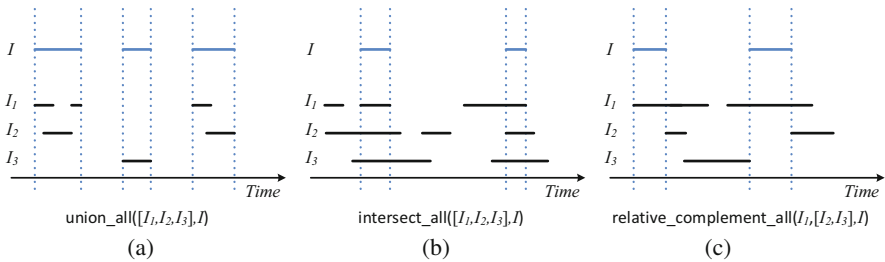 I
I₁
I₂
I₃
Time
union_all([I₁,I₂,I₃],I)
(a)
I
I₁
I₂
I₃
Time
intersect_all([I₁,I₂,I₃],I)
(b)
I
I₁
I₂
I₃
Time
relative_complement_all(I₁,[I₂,I₃],I)
(c)